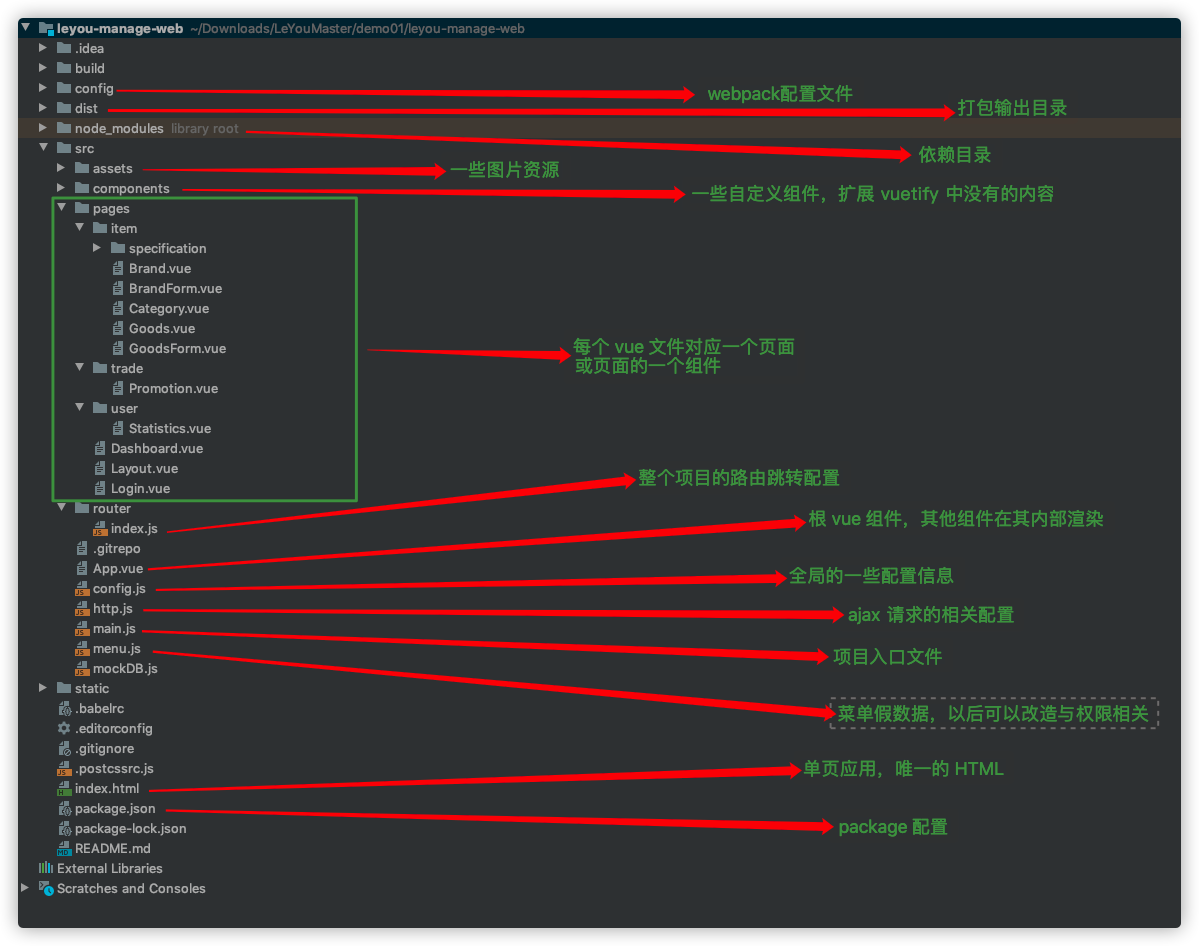 leyou-manage-web ~/Downloads/LeYouMaster/demo01/leyou-manage-web
.idea
build
config
webpack配置文件
dist
打包输出目录
node_modules library root
依赖目录
src
assets
一些图片资源
components
一些自定义组件，扩展 vuetify 中没有的内容
pages
item
specification
Brand.vue
BrandForm.vue
Category.vue
Goods.vue
GoodsForm.vue
每个 vue 文件对应一个页面
或页面的一个组件
trade
Promotion.vue
user
Statistics.vue
Dashboard.vue
Layout.vue
Login.vue
整个项目的路由跳转配置
router
index.js
根 vue 组件，其他组件在其内部渲染
.gitrepo
App.vue
全局的一些配置信息
config.js
http.js
ajax 请求的相关配置
main.js
项目入口文件
menu.js
菜单假数据，以后可以改造与权限相关
mockDB.js
static
.babelrc
.editorconfig
.gitignore
.postcssrc.js
单页应用，唯一的 HTML
index.html
package.json
package 配置
package-lock.json
README.md
External Libraries
Scratches and Consoles